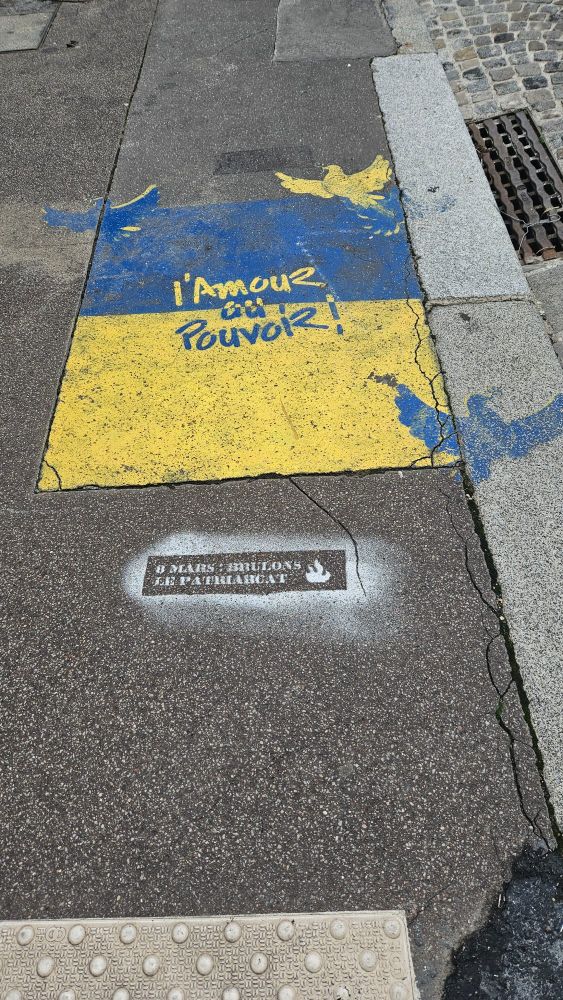 l'Amour
au
Pouvoir!
8 MARS : BRULONS
LE PATRIARCAT